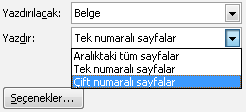 Yazdırılacak: Belge
Yazdır: Tek numaralı sayfalar
Aralıktaki tüm sayfalar
Tek numaralı sayfalar
Çift numaralı sayfalar
Seçenekler...